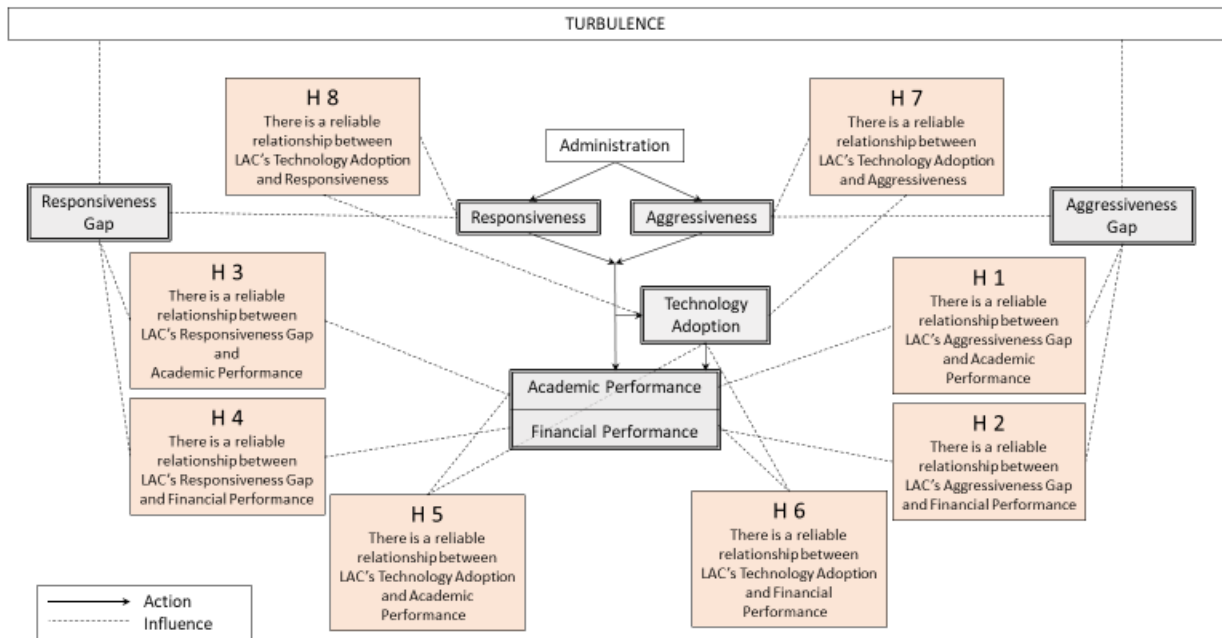 TURBULENCE
H 8
There is a reliable
relationship between
LAC's Technology Adoption
and Responsiveness
H 7
There is a reliable
relationship between
LAC's Technology Adoption
and Aggressiveness
Administration
Responsiveness
Gap
Responsiveness
Aggressiveness
Aggressiveness
Gap
H 3
There is a reliable
relationship between
LAC's Responsiveness Gap
and
Academic Performance
Technology
Adoption
H 1
There is a reliable
relationship between
LAC's Aggressiveness Gap
and Academic
Performance
Academic Performance
Financial Performance
H 4
There is a reliable
relationship between
LAC's Responsiveness Gap
and Financial Performance
H 2
There is a reliable
relationship between
LAC's Aggressiveness Gap
and Financial Performance
H 5
There is a reliable
relationship between
LAC's Technology Adoption
and Academic
Performance
H 6
There is a reliable
relationship between
LAC's Technology Adoption
and Financial
Performance
Action
Influence